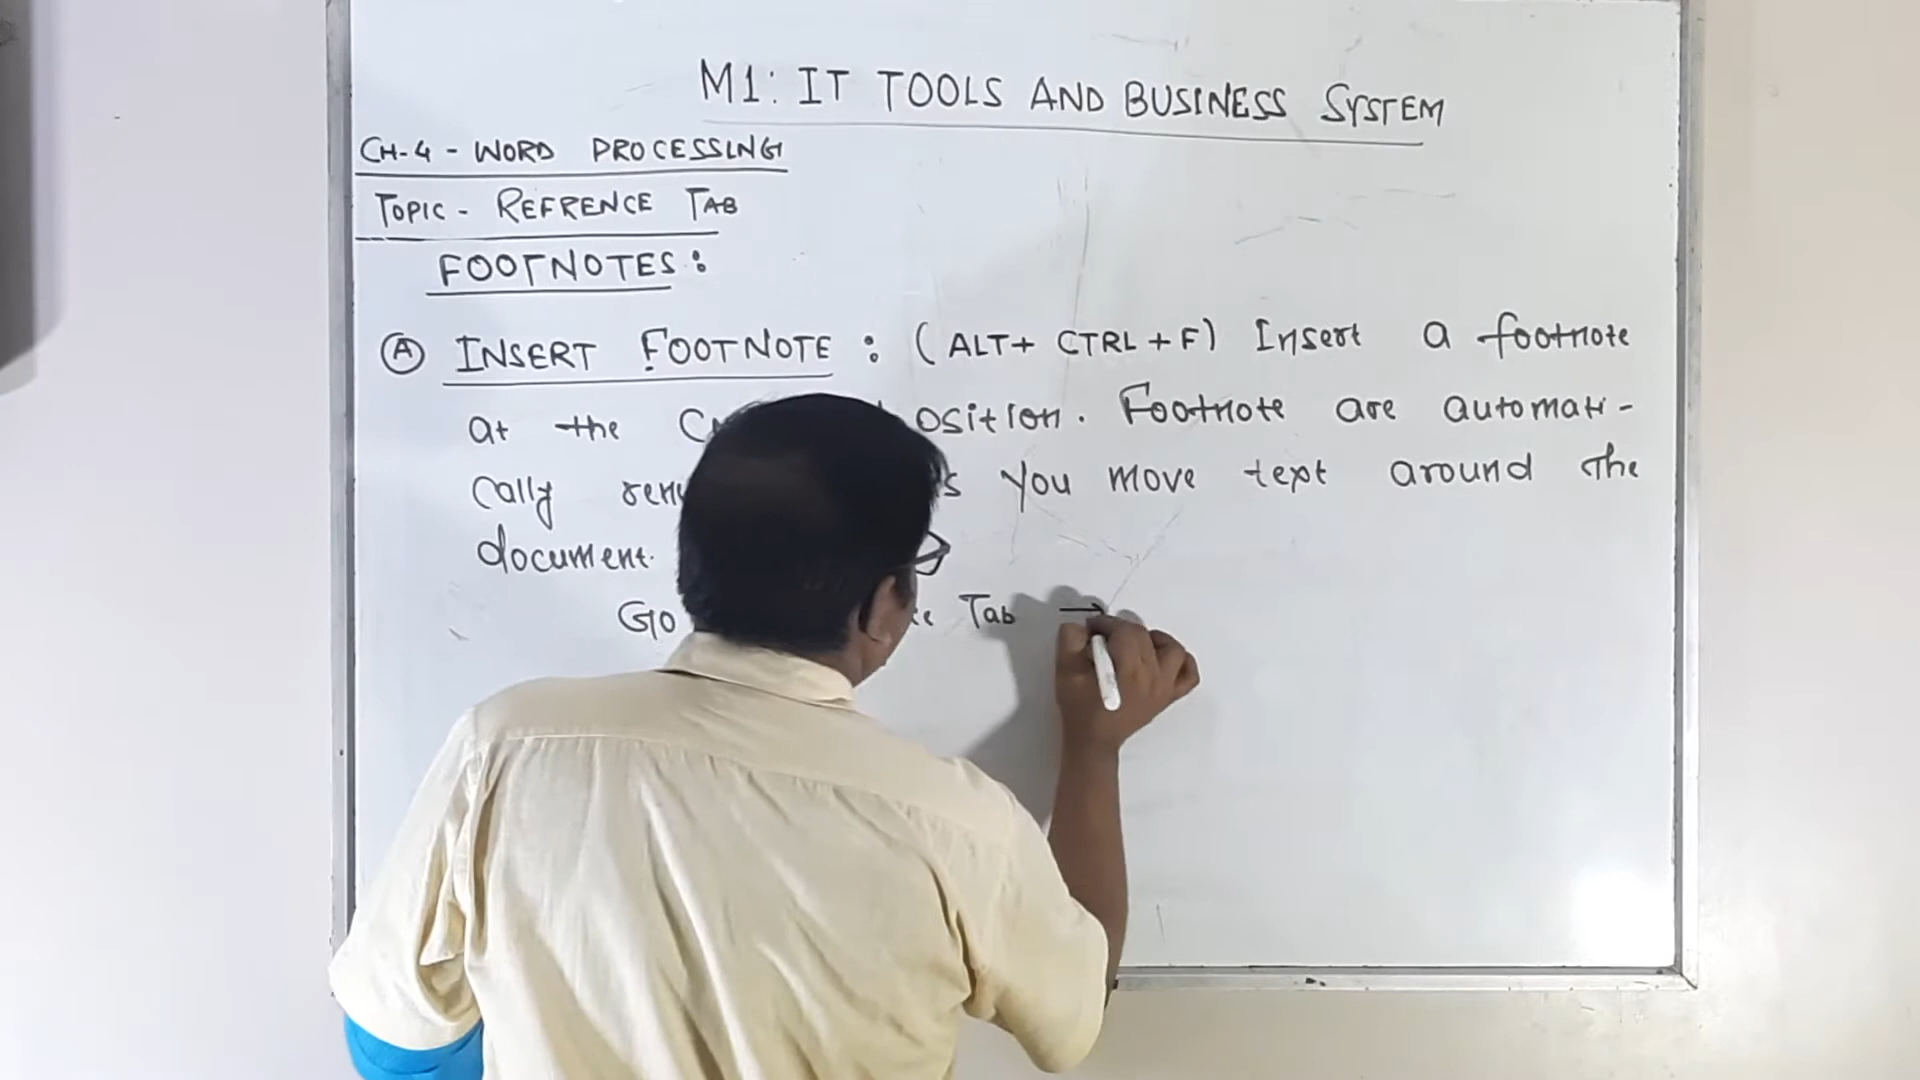 M1: IT TOOLS AND BUSINESS SYSTEM
CH-4 - WORD PROCESSING
TOPIC - REFRENCE TAB
FOOTNOTES:
(A) INSERT FOOTNOTE : (ALT+ CTRL + F) Insert a footnote
at the osition. Footnote are automati-
cally you move text around the
document.
Go Tab →